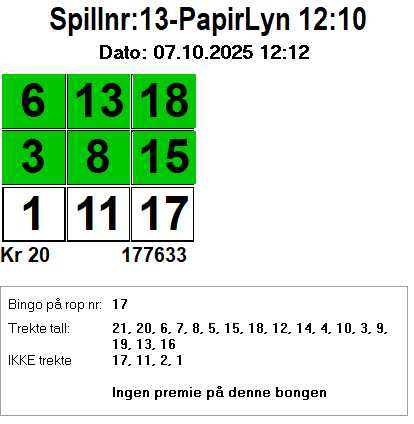 Spillnr:13-PapirLyn 12:10
Dato: 07.10.2025 12:12
6 13 18
3 8 15
1 11 17
Kr 20 177633
Bingo på rop nr: 17
Trekte tall: 21, 20, 6, 7, 8, 5, 15, 18, 12, 14, 4, 10, 3, 9,
19, 13, 16
IKKE trekte 17, 11, 2, 1
Ingen premie på denne bongen